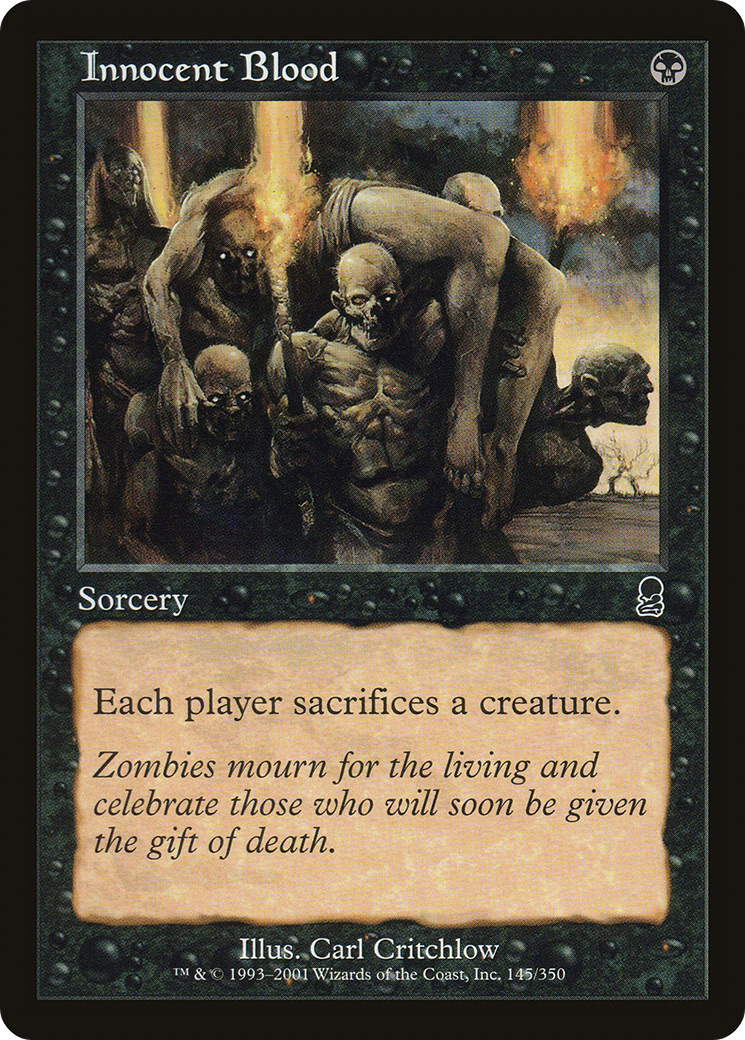 Innocent Blood
Sorcery
Each player sacrifices a creature.
Zombies mourn for the living and
celebrate those who will soon be given
the gift of death.
Illus. Carl Critchlow
™ & © 1993–2001 Wizards of the Coast, Inc. 145/350